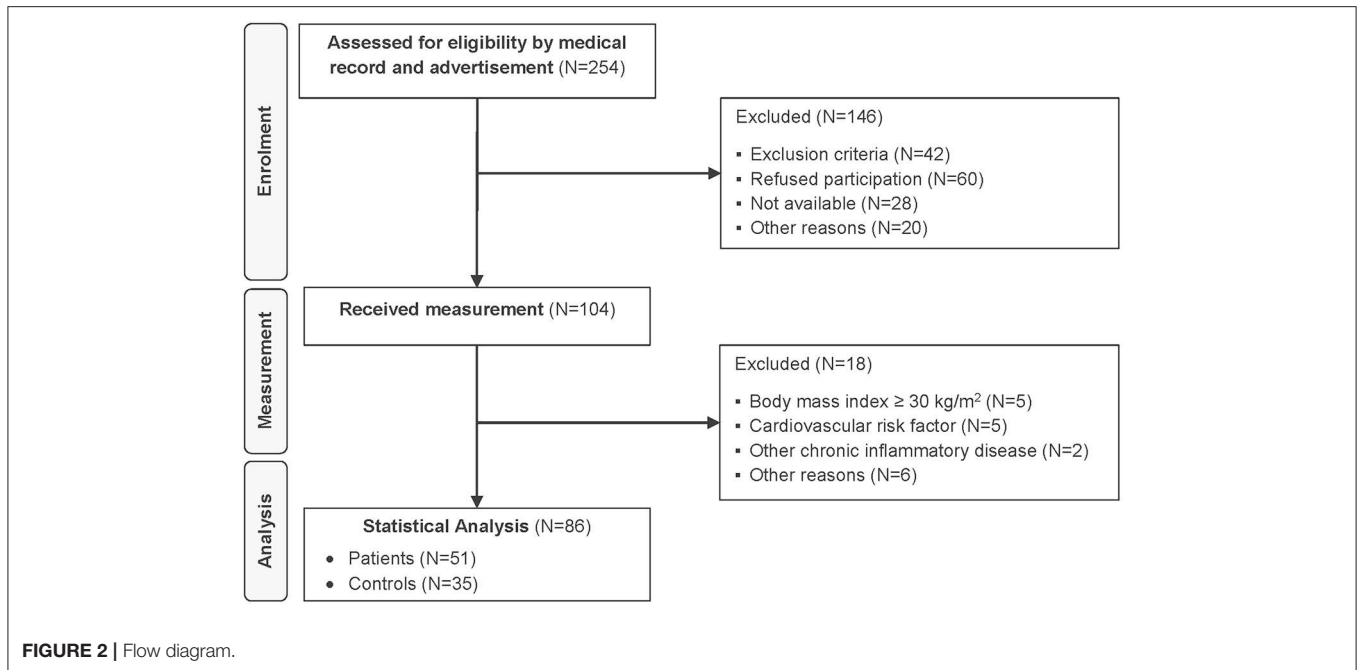 Enrolment
Assessed for eligibility by medical
record and advertisement (N=254)
Excluded (N=146)
▪ Exclusion criteria (N=42)
▪ Refused participation (N=60)
▪ Not available (N=28)
▪ Other reasons (N=20)
Measurement
Received measurement (N=104)
Excluded (N=18)
▪ Body mass index ≥ 30 kg/m² (N=5)
▪ Cardiovascular risk factor (N=5)
▪ Other chronic inflammatory disease (N=2)
▪ Other reasons (N=6)
Analysis
Statistical Analysis (N=86)
• Patients (N=51)
• Controls (N=35)
FIGURE 2 | Flow diagram.